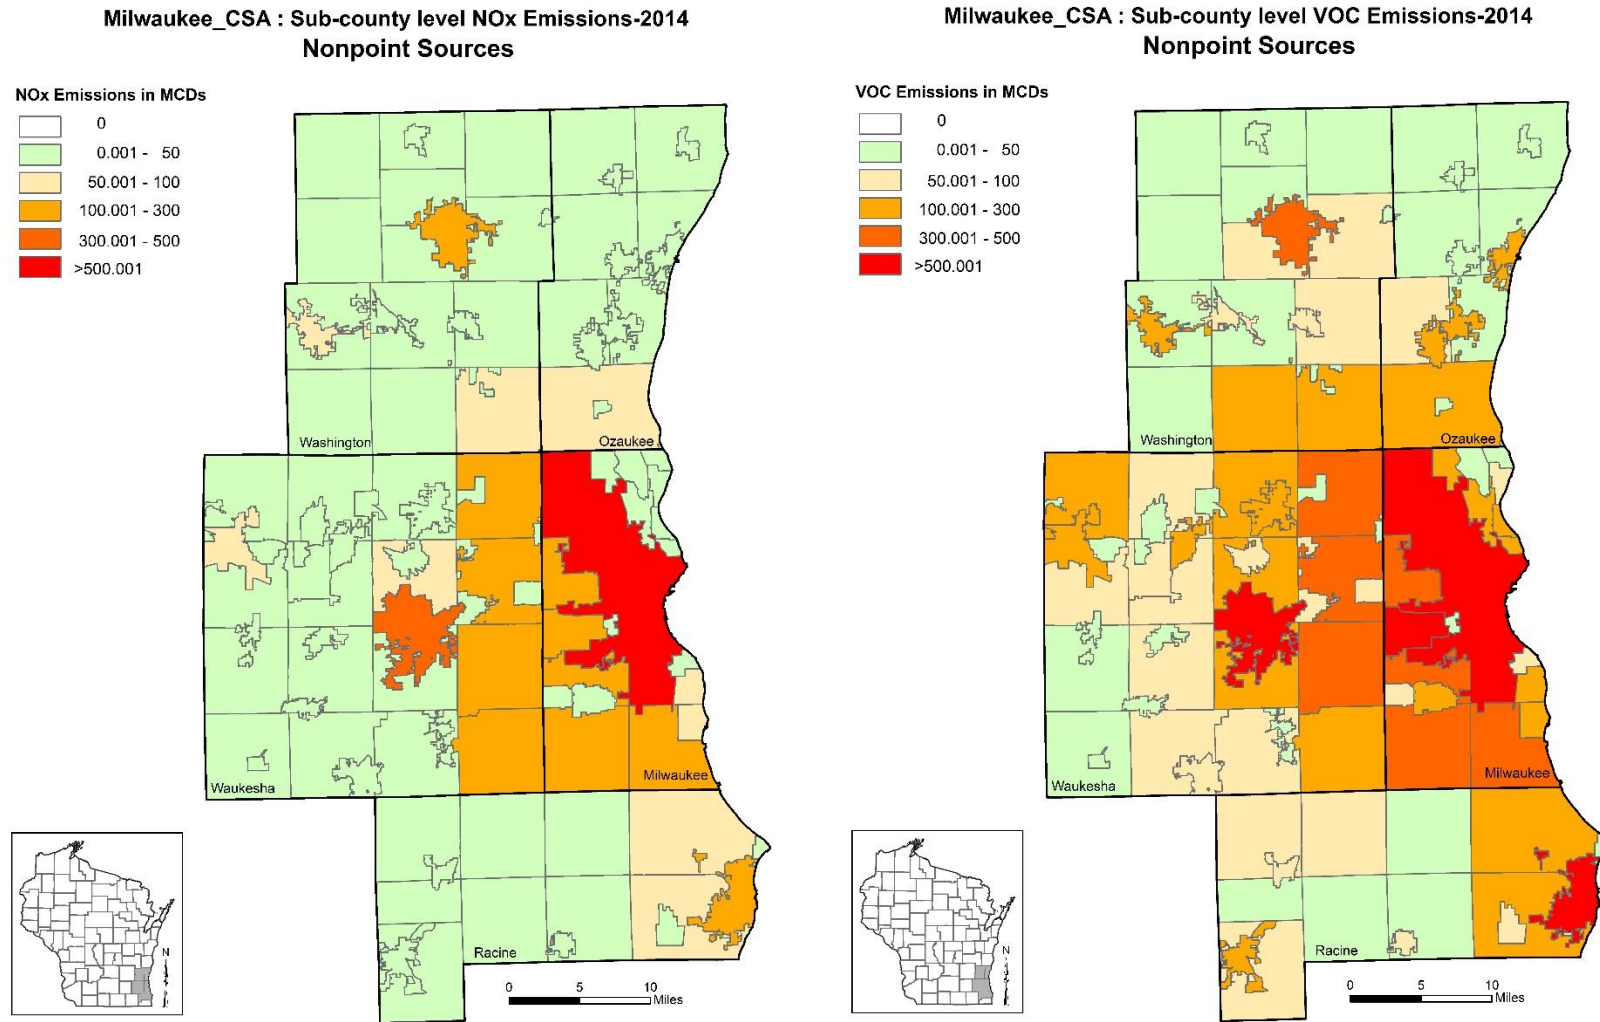 Milwaukee_CSA : Sub-county level NOx Emissions-2014
Nonpoint Sources
NOx Emissions in MCDs
0
0.001 - 50
50.001 - 100
100.001 - 300
300.001 - 500
>500.001
Washington
Ozaukee
Waukesha
Milwaukee
Racine
N
0 5 10
Miles
Milwaukee_CSA : Sub-county level VOC Emissions-2014
Nonpoint Sources
VOC Emissions in MCDs
0
0.001 - 50
50.001 - 100
100.001 - 300
300.001 - 500
>500.001
Washington
Ozaukee
Waukesha
Milwaukee
Racine
N
0 5 10
Miles